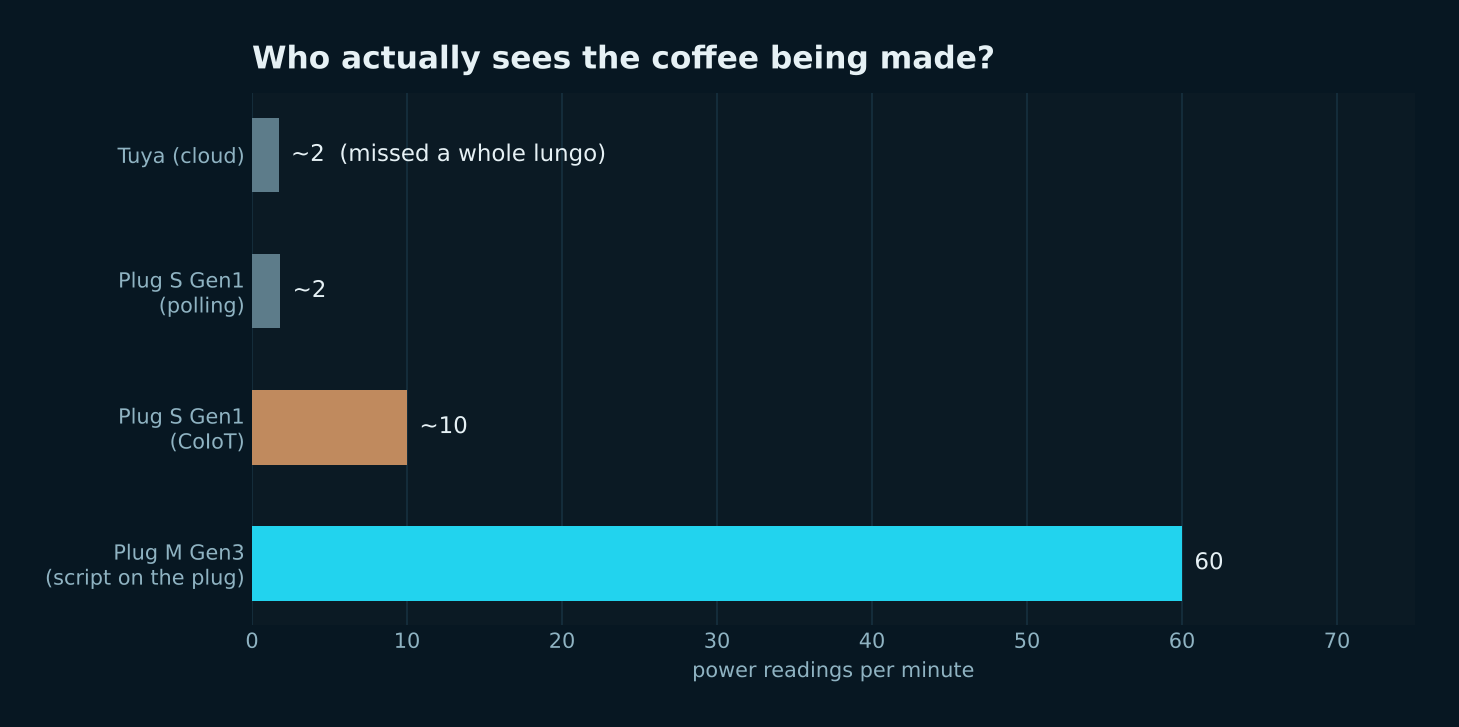 Who actually sees the coffee being made?
Tuya (cloud)
~2  (missed a whole lungo)
Plug S Gen1
(polling)
~2
Plug S Gen1
(CoIoT)
~10
Plug M Gen3
(script on the plug)
60
0 10 20 30 40 50 60 70
power readings per minute